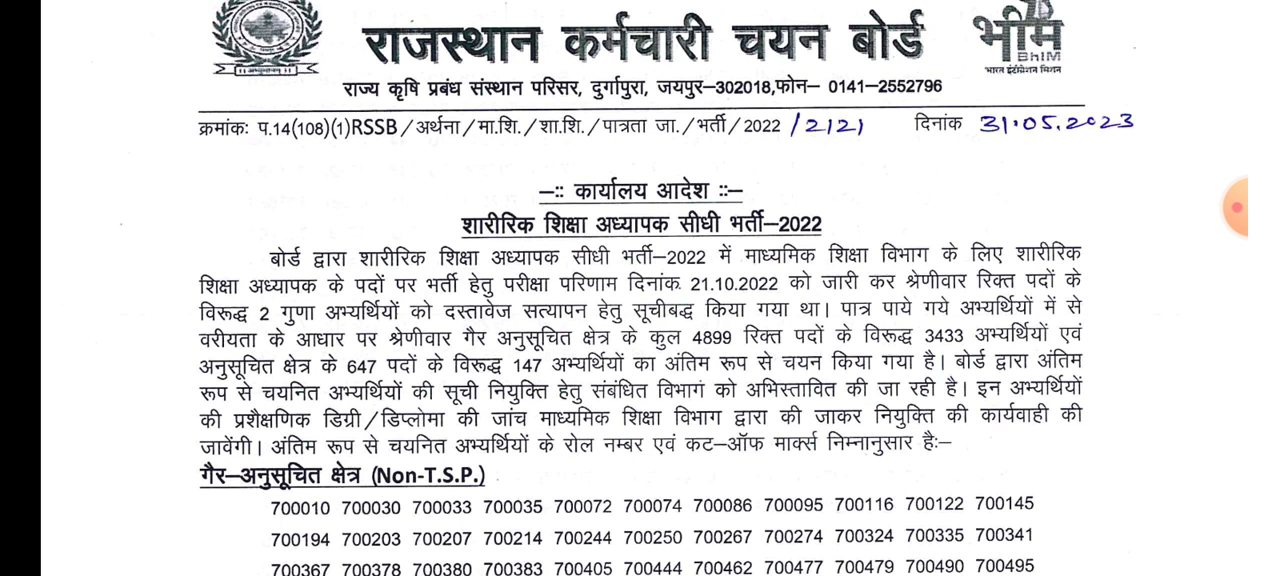 राजस्थान कर्मचारी चयन बोर्ड
भीम
BhIM
राज्य कृषि प्रबंध संस्थान परिसर, दुर्गापुरा, जयपुर–302018,फोन– 0141–2552796
क्रमांकः प.14(108)(1)RSSB/अर्थना/मा.शि./शा.शि./पात्रता जा./भर्ती/2022 /2121 दिनांक 31.05.2023
–:: कार्यालय आदेश ::–
शारीरिक शिक्षा अध्यापक सीधी भर्ती–2022
बोर्ड द्वारा शारीरिक शिक्षा अध्यापक सीधी भर्ती–2022 में माध्यमिक शिक्षा विभाग के लिए शारीरिक
शिक्षा अध्यापक के पदों पर भर्ती हेतु परीक्षा परिणाम दिनांक 21.10.2022 को जारी कर श्रेणीवार रिक्त पदों के
विरूद्ध 2 गुणा अभ्यर्थियों को दस्तावेज सत्यापन हेतु सूचीबद्ध किया गया था। पात्र पाये गये अभ्यर्थियों में से
वरीयता के आधार पर श्रेणीवार गैर अनुसूचित क्षेत्र के कुल 4899 रिक्त पदों के विरूद्ध 3433 अभ्यर्थियों एवं
अनुसूचित क्षेत्र के 647 पदों के विरूद्ध 147 अभ्यर्थियों का अंतिम रूप से चयन किया गया है। बोर्ड द्वारा अंतिम
रूप से चयनित अभ्यर्थियों की सूची नियुक्ति हेतु संबंधित विभाग को अभिस्तावित की जा रही है। इन अभ्यर्थियों
की प्रशैक्षणिक डिग्री/डिप्लोमा की जांच माध्यमिक शिक्षा विभाग द्वारा की जाकर नियुक्ति की कार्यवाही की
जावेंगी। अंतिम रूप से चयनित अभ्यर्थियों के रोल नम्बर एवं कट–ऑफ मार्क्स निम्नानुसार हैः–
गैर–अनुसूचित क्षेत्र (Non-T.S.P.)
700010 700030 700033 700035 700072 700074 700086 700095 700116 700122 700145
700194 700203 700207 700214 700244 700250 700267 700274 700324 700335 700341
700367 700378 700380 700383 700405 700444 700462 700477 700479 700490 700495